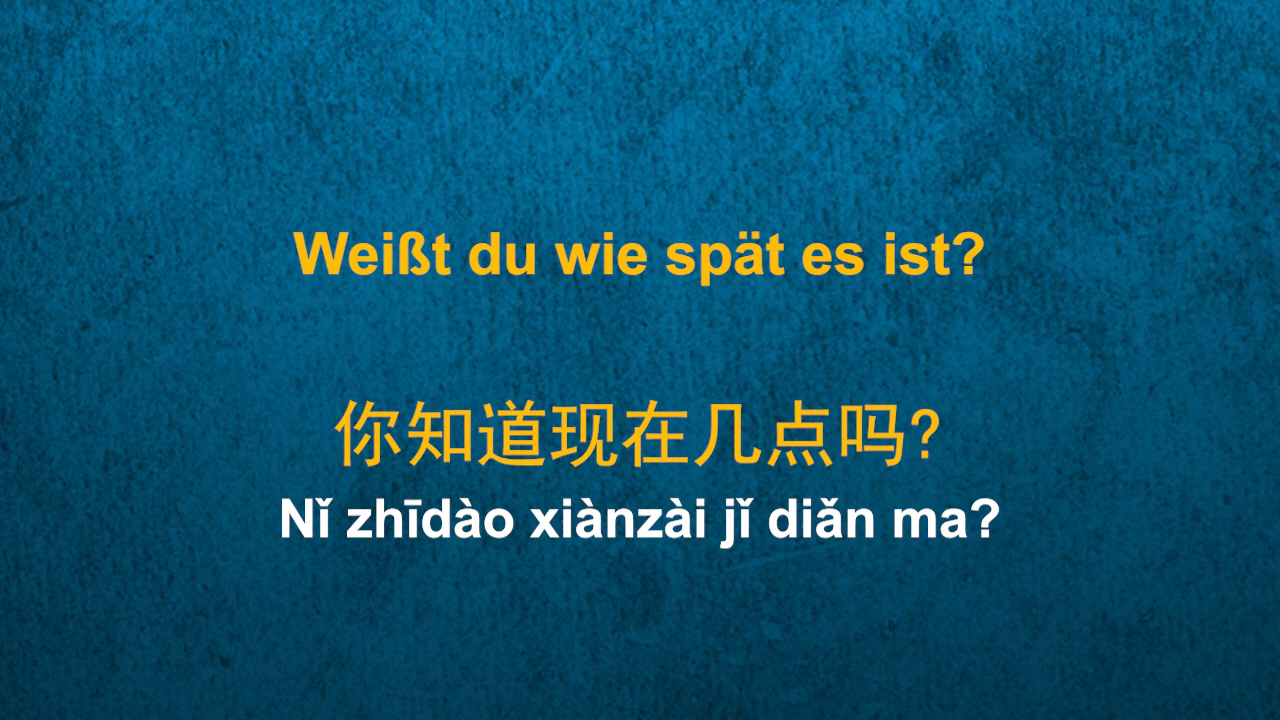 Weißt du wie spät es ist?
你知道现在几点吗?
Nǐ zhīdào xiànzài jǐ diǎn ma?